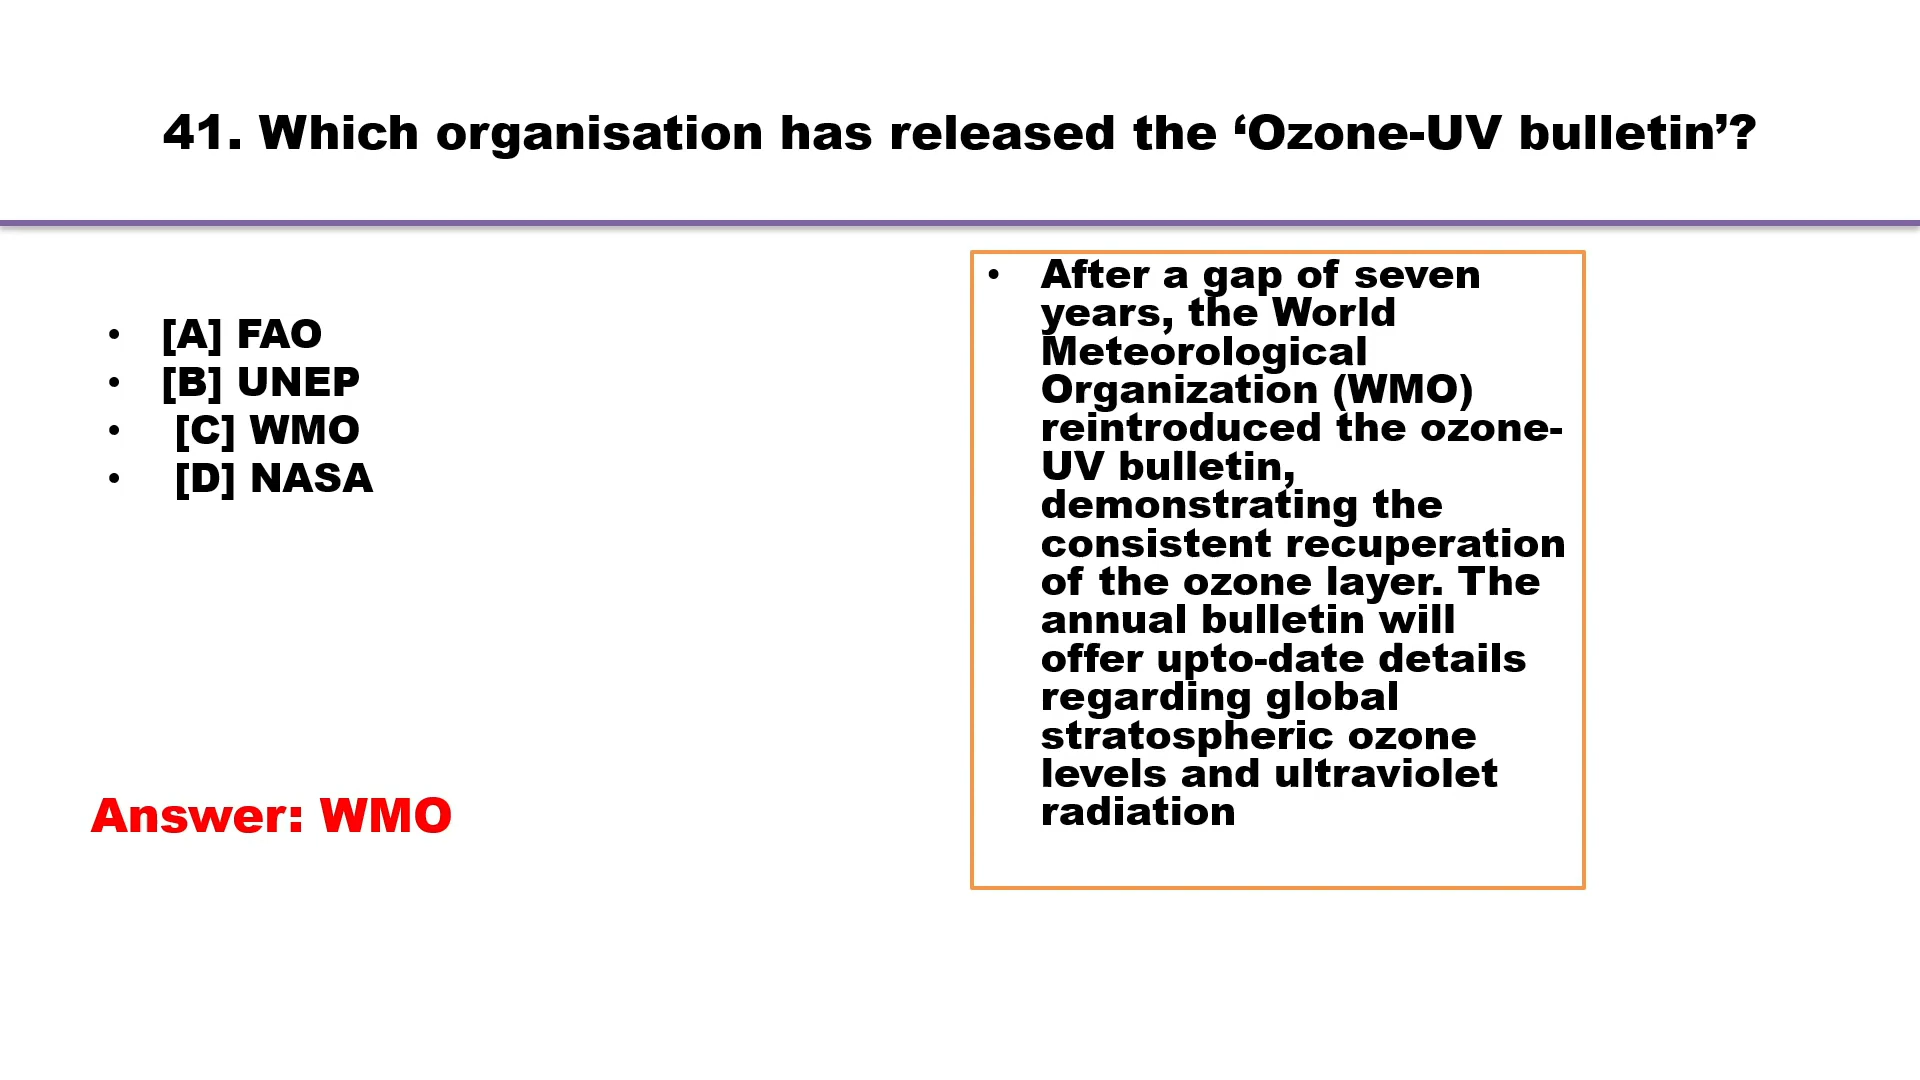 41. Which organisation has released the ‘Ozone-UV bulletin’?
• [A] FAO
• [B] UNEP
• [C] WMO
• [D] NASA
Answer: WMO
• After a gap of seven
years, the World
Meteorological
Organization (WMO)
reintroduced the ozone-
UV bulletin,
demonstrating the
consistent recuperation
of the ozone layer. The
annual bulletin will
offer upto-date details
regarding global
stratospheric ozone
levels and ultraviolet
radiation